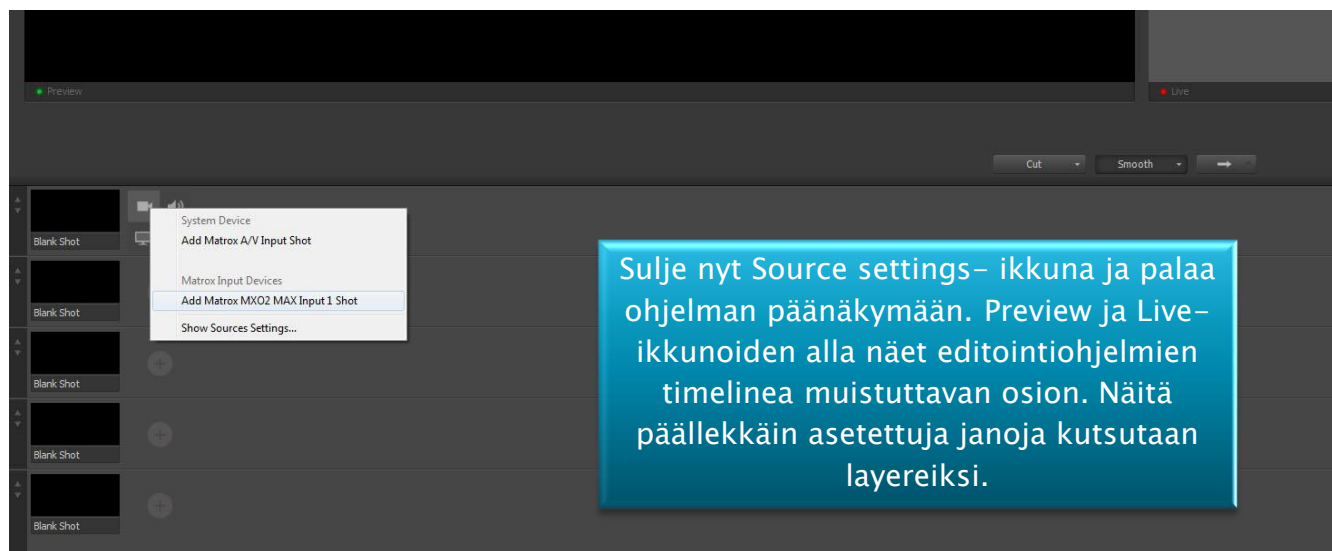 Preview
Live
Cut
Smooth
Blank Shot
System Device
Add Matrox A/V Input Shot
Matrox Input Devices
Add Matrox MXO2 MAX Input 1 Shot
Show Sources Settings...
Blank Shot
Blank Shot
Blank Shot
Blank Shot
Sulje nyt Source settings– ikkuna ja palaa
ohjelman päänäkymään. Preview ja Live–
ikkunoiden alla näet editointiohjelmien
timelinea muistuttavan osion. Näitä
päällekkäin asetettuja janoja kutsutaan
layereiksi.